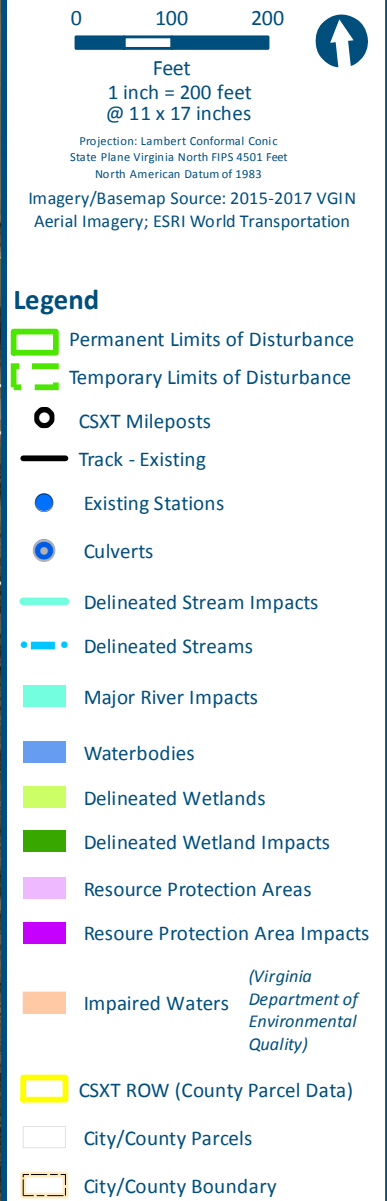 0 100 200
Feet
1 inch = 200 feet
@ 11 x 17 inches
Projection: Lambert Conformal Conic
State Plane Virginia North FIPS 4501 Feet
North American Datum of 1983
Imagery/Basemap Source: 2015-2017 VGIN
Aerial Imagery; ESRI World Transportation
Legend
Permanent Limits of Disturbance
Temporary Limits of Disturbance
CSXT Mileposts
Track - Existing
Existing Stations
Culverts
Delineated Stream Impacts
Delineated Streams
Major River Impacts
Waterbodies
Delineated Wetlands
Delineated Wetland Impacts
Resource Protection Areas
Resoure Protection Area Impacts
Impaired Waters
(Virginia
Department of
Environmental
Quality)
CSXT ROW (County Parcel Data)
City/County Parcels
City/County Boundary